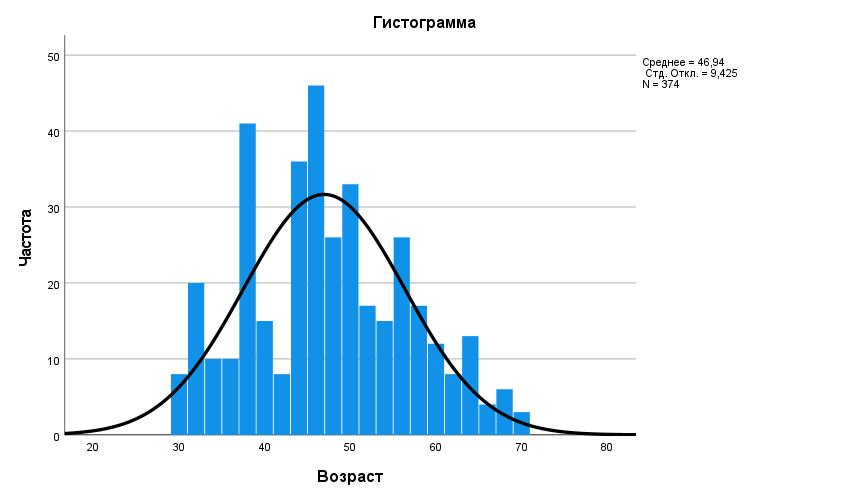 Гистограмма
50
40
30
20
10
0
Частота
20 30 40 50 60 70 80
Возраст
Среднее = 46,94
Стд. Откл. = 9,425
N = 374